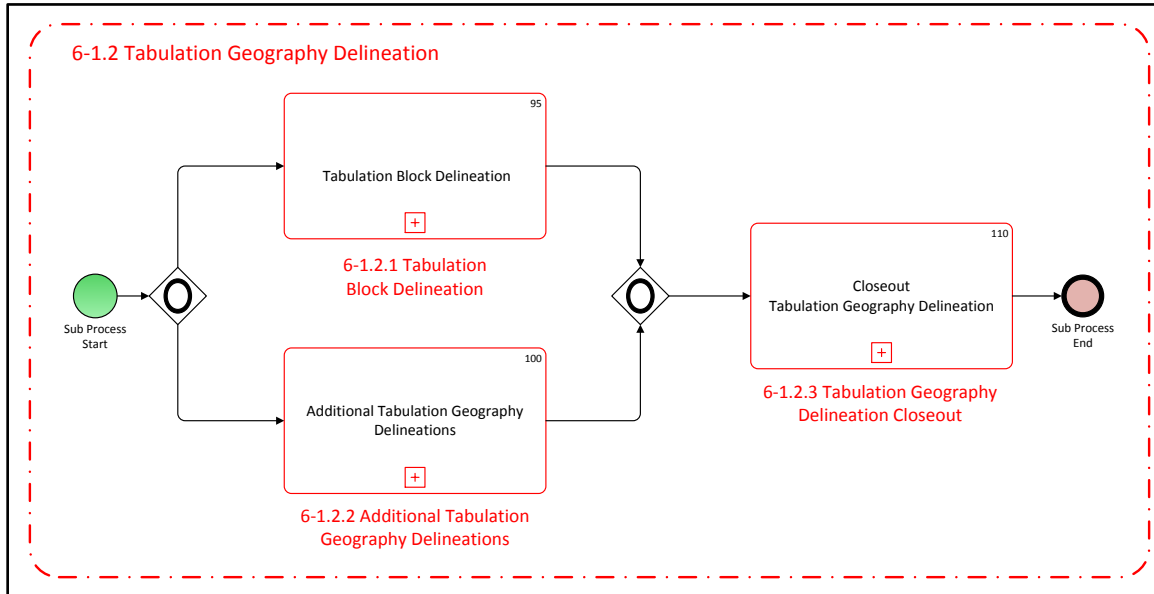 6-1.2 Tabulation Geography Delineation
95
Tabulation Block Delineation
+
6-1.2.1 Tabulation
Block Delineation
Sub Process
Start
100
Additional Tabulation Geography
Delineations
+
6-1.2.2 Additional Tabulation
Geography Delineations
110
Closeout
Tabulation Geography Delineation
+
6-1.2.3 Tabulation Geography
Delineation Closeout
Sub Process
End